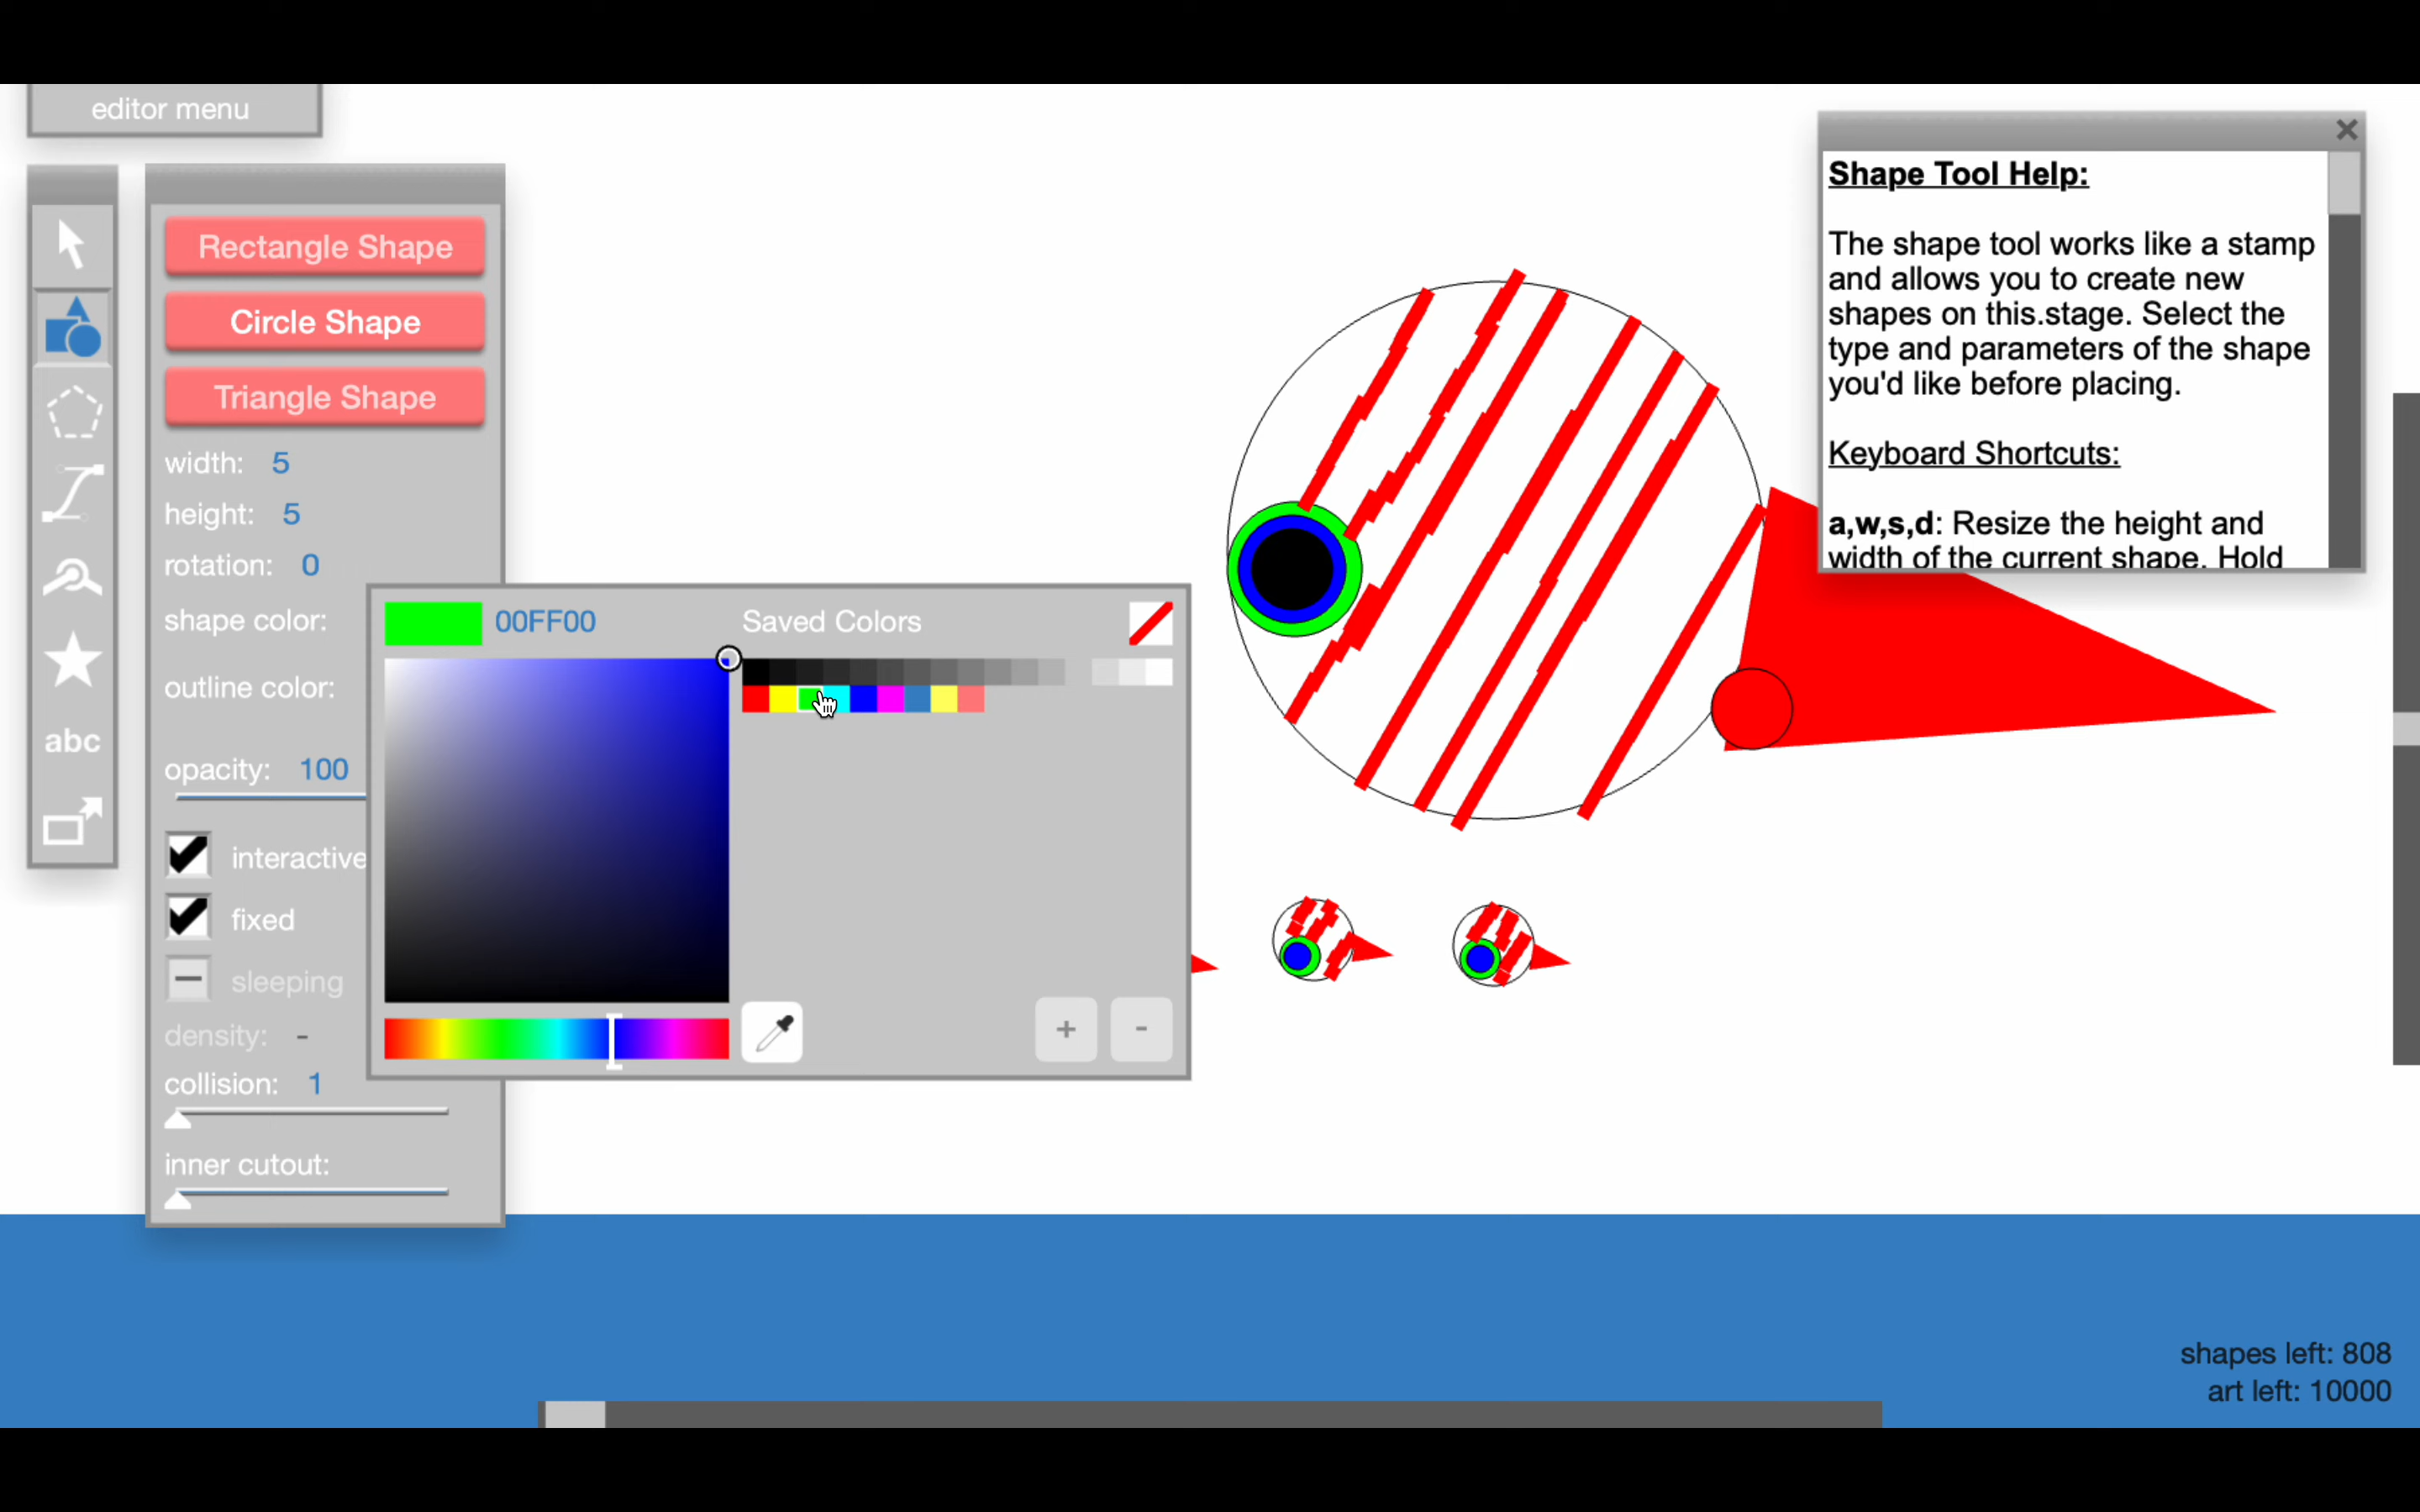 editor menu
Rectangle Shape
Circle Shape
Triangle Shape
width: 5
height: 5
rotation: 0
shape color:
outline color:
opacity: 100
interactive
fixed
sleeping
density: -
collision: 1
inner cutout:
abc
00FF00
Saved Colors
+ -
Shape Tool Help:
The shape tool works like a stamp
and allows you to create new
shapes on this.stage. Select the
type and parameters of the shape
you'd like before placing.
Keyboard Shortcuts:
a,w,s,d: Resize the height and
width of the current shape. Hold
shapes left: 808
art left: 10000